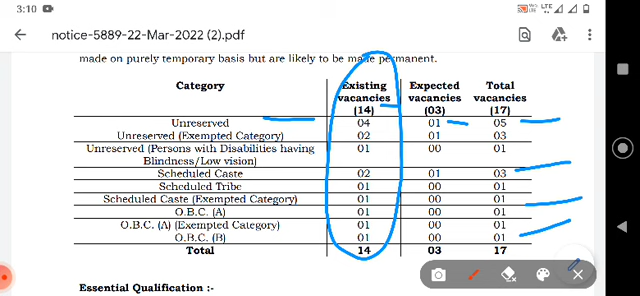 3:10
LTE
notice-5889-22-Mar-2022 (2).pdf
made on purely temporary basis but are likely to be made permanent.
Category Existing vacancies (14) Expected vacancies (03) Total vacancies (17)
Unreserved 04 01 05
Unreserved (Exempted Category) 02 01 03
Unreserved (Persons with Disabilities having Blindness/Low vision) 01 00 01
Scheduled Caste 02 01 03
Scheduled Tribe 01 00 01
Scheduled Caste (Exempted Category) 01 00 01
O.B.C. (A) 01 00 01
O.B.C. (A) (Exempted Category) 01 00 01
O.B.C. (B) 01 00 01
Total 14 03 17
Essential Qualification :-